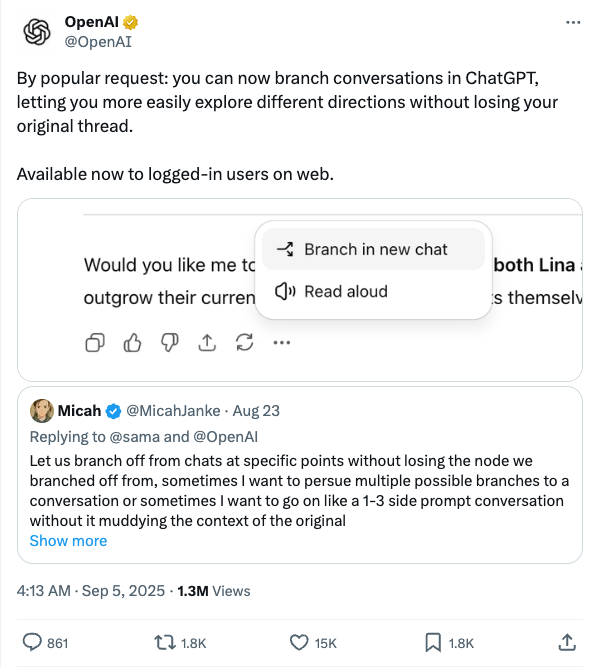 OpenAI
@OpenAI
By popular request: you can now branch conversations in ChatGPT,
letting you more easily explore different directions without losing your
original thread.
Available now to logged-in users on web.
Branch in new chat
Would you like me to
both Lina
Read aloud
outgrow their curren
s themselv
Micah @MicahJanke · Aug 23
Replying to @sama and @OpenAI
Let us branch off from chats at specific points without losing the node we
branched off from, sometimes I want to persue multiple possible branches to a
conversation or sometimes I want to go on like a 1-3 side prompt conversation
without it muddying the context of the original
Show more
4:13 AM · Sep 5, 2025 · 1.3M Views
861 1.8K 15K 1.8K